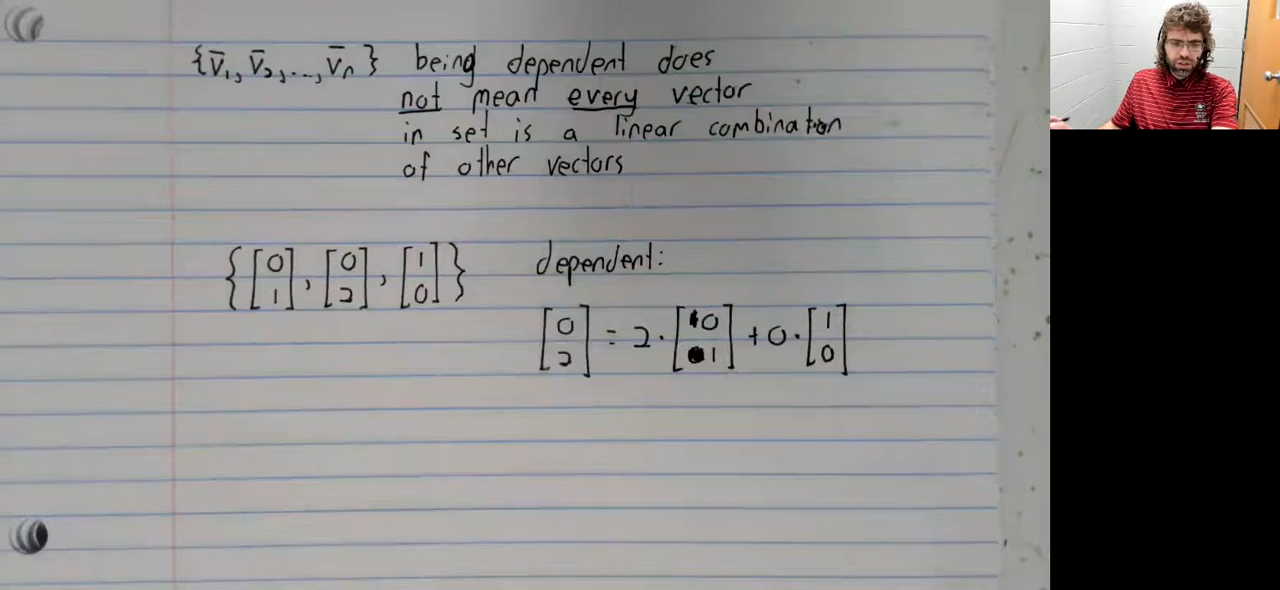 {v̄₁, v̄₂, ..., v̄ₙ} being dependent does
not mean every vector
in set is a linear combination
of other vectors
{[0 1], [0 2], [1 0]} dependent:
[0 2] = 2·[0 1] + 0·[1 0]